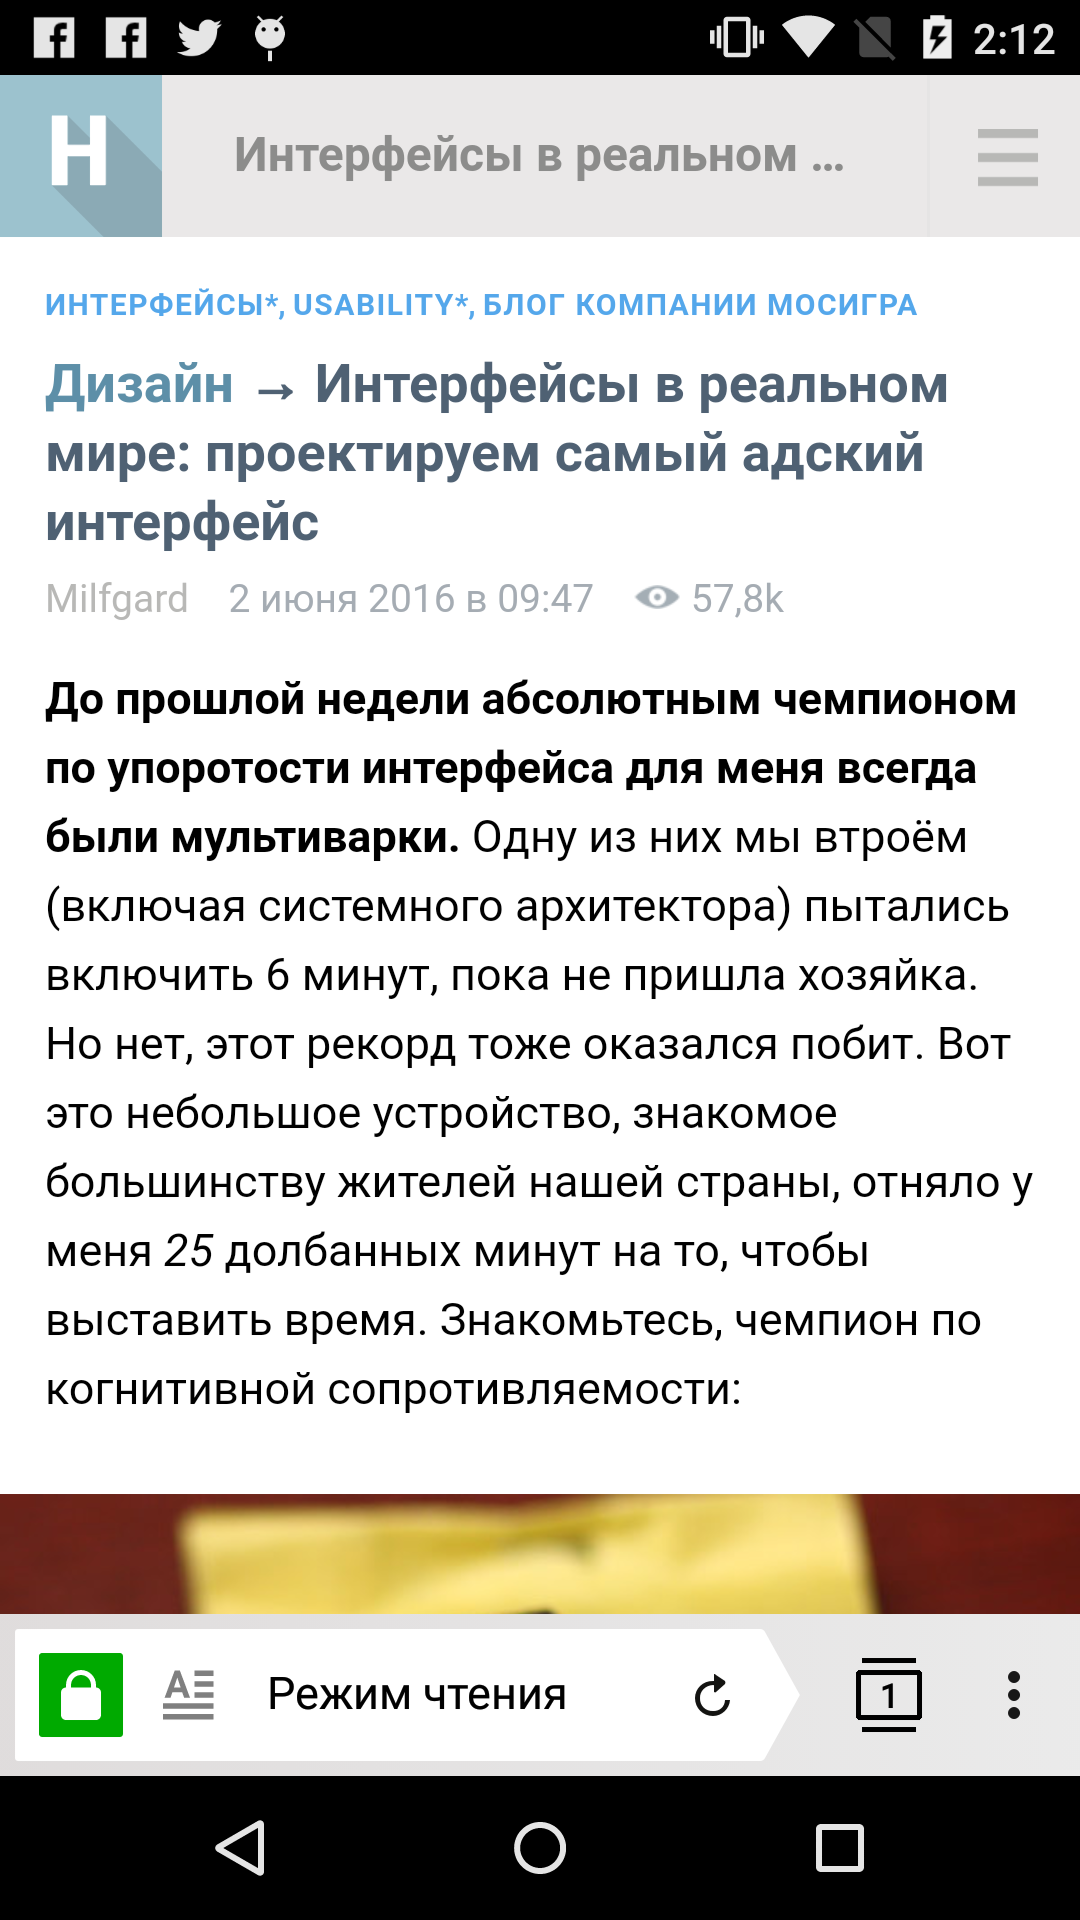 2:12
H
Интерфейсы в реальном ...
ИНТЕРФЕЙСЫ*, USABILITY*, БЛОГ КОМПАНИИ МОСИГРА
Дизайн → Интерфейсы в реальном
мире: проектируем самый адский
интерфейс
Milfgard 2 июня 2016 в 09:47 57,8k
До прошлой недели абсолютным чемпионом
по упоротости интерфейса для меня всегда
были мультиварки. Одну из них мы втроём
(включая системного архитектора) пытались
включить 6 минут, пока не пришла хозяйка.
Но нет, этот рекорд тоже оказался побит. Вот
это небольшое устройство, знакомое
большинству жителей нашей страны, отняло у
меня 25 долбанных минут на то, чтобы
выставить время. Знакомьтесь, чемпион по
когнитивной сопротивляемости:
A Режим чтения 1